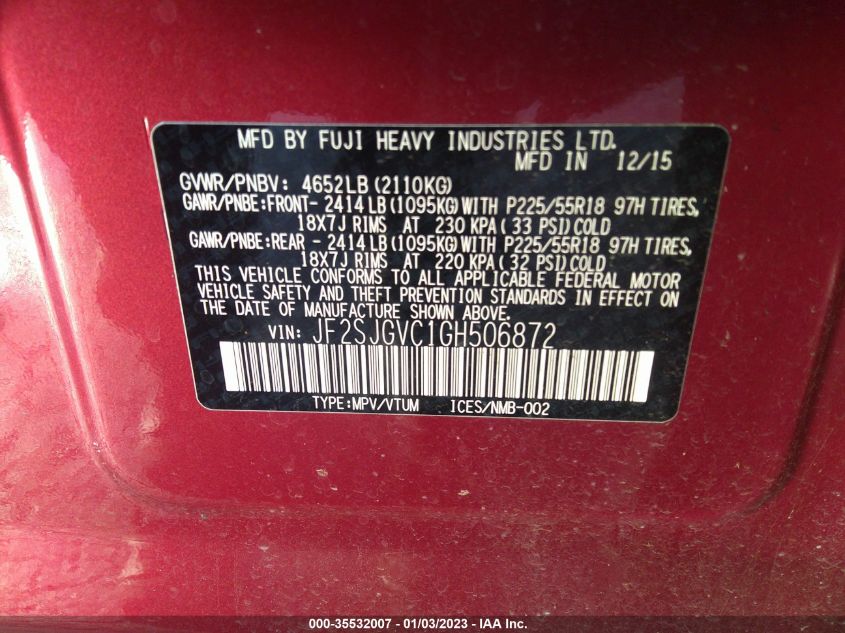 MFD BY FUJI HEAVY INDUSTRIES LTD.
MFD IN 12/15
GVWR/PNBV: 4652LB (2110KG)
GAWR/PNBE:FRONT- 2414 LB (1095KG) WITH P225/55R18 97H TIRES,
18X7J RIMS AT 230 KPA ( 33 PSI) COLD
GAWR/PNBE:REAR - 2414 LB (1095KG) WITH P225/55R18 97H TIRES,
18X7J RIMS AT 220 KPA ( 32 PSI) COLD
THIS VEHICLE CONFORMS TO ALL APPLICABLE FEDERAL MOTOR
VEHICLE SAFETY AND THEFT PREVENTION STANDARDS IN EFFECT ON
THE DATE OF MANUFACTURE SHOWN ABOVE.
VIN: JF2SJGVC1GH506872
TYPE:MPV/VTUM ICES/NMB-002
000-35532007 - 01/03/2023 - © IAA Inc.